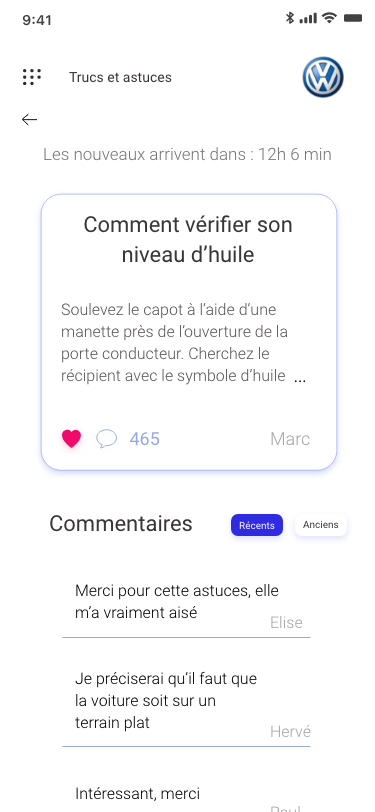 9:41
Trucs et astuces
Les nouveaux arrivent dans : 12h 6 min
Comment vérifier son
niveau d’huile
Soulevez le capot à l’aide d’une
manette près de l’ouverture de la
porte conducteur. Cherchez le
récipient avec le symbole d’huile ...
465
Marc
Commentaires
Récents
Anciens
Merci pour cette astuces, elle
m’a vraiment aisé
Elise
Je préciserai qu’il faut que
la voiture soit sur un
terrain plat
Hervé
Intéressant, merci
Paul